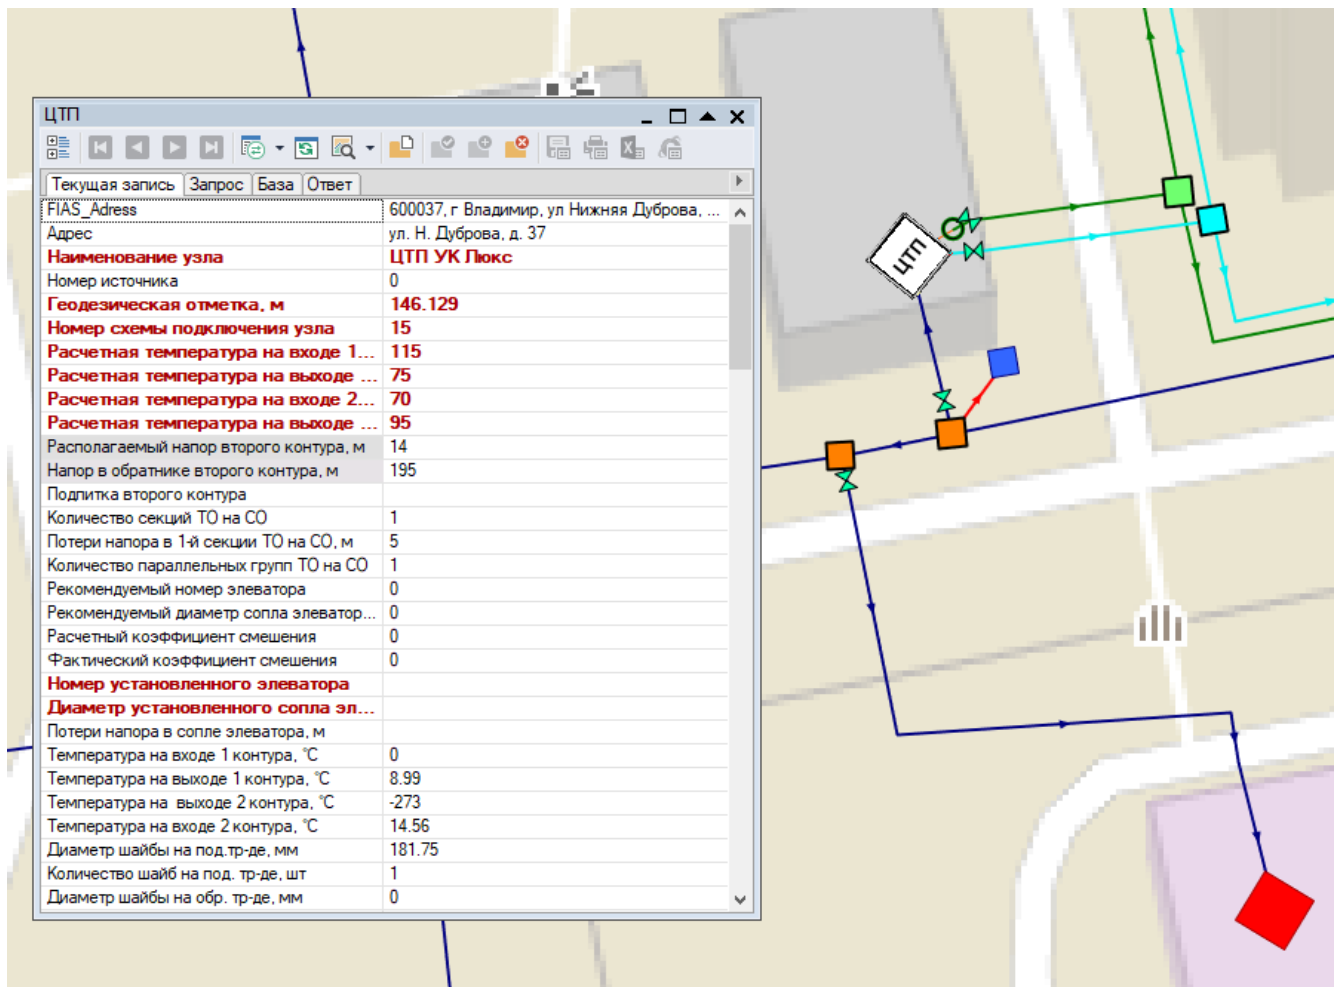 ЦТП
Текущая запись Запрос База Ответ
FIAS_Adress 600037, г Владимир, ул Нижняя Дуброва, ...
Адрес ул. Н. Дуброва, д. 37
Наименование узла ЦТП УК Люкс
Номер источника 0
Геодезическая отметка, м 146.129
Номер схемы подключения узла 15
Расчетная температура на входе 1... 115
Расчетная температура на выходе ... 75
Расчетная температура на входе 2... 70
Расчетная температура на выходе ... 95
Располагаемый напор второго контура, м 14
Напор в обратнике второго контура, м 195
Подпитка второго контура
Количество секций ТО на СО 1
Потери напора в 1-й секции ТО на СО, м 5
Количество параллельных групп ТО на СО 1
Рекомендуемый номер элеватора 0
Рекомендуемый диаметр сопла элеватор... 0
Расчетный коэффициент смешения 0
Фактический коэффициент смешения 0
Номер установленного элеватора
Диаметр установленного сопла эл...
Потери напора в сопле элеватора, м
Температура на входе 1 контура, °С 0
Температура на выходе 1 контура, °С 8.99
Температура на выходе 2 контура, °С -273
Температура на входе 2 контура, °С 14.56
Диаметр шайбы на под.тр-де, мм 181.75
Количество шайб на под. тр-де, шт 1
Диаметр шайбы на обр. тр-де, мм 0
ЦТП